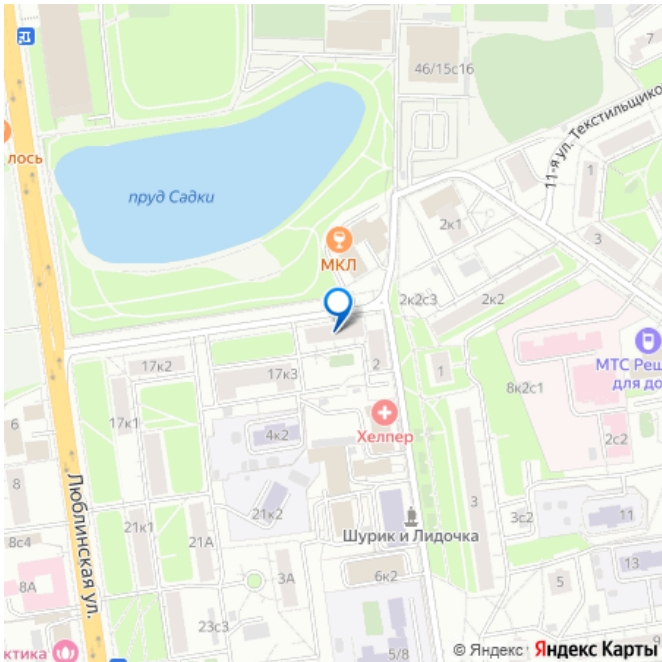 46/15с16
7
11-я ул. Текстильщико
1
лось
пруд Садки
2к1
3
МКЛ
2к2с3
2к2
МТС Реш
для до
17к2
2
17к3
1
8к2с1
17к1
6
4к2
Хелпер
2с2
8
Люблинская ул.
21к2
3
3с2
11
21к1
21А
Шурик и Лидочка
8с4
13
8А
3А
6к2
5
23с3
ктика
5/8
© Яндекс Яндекс Карты